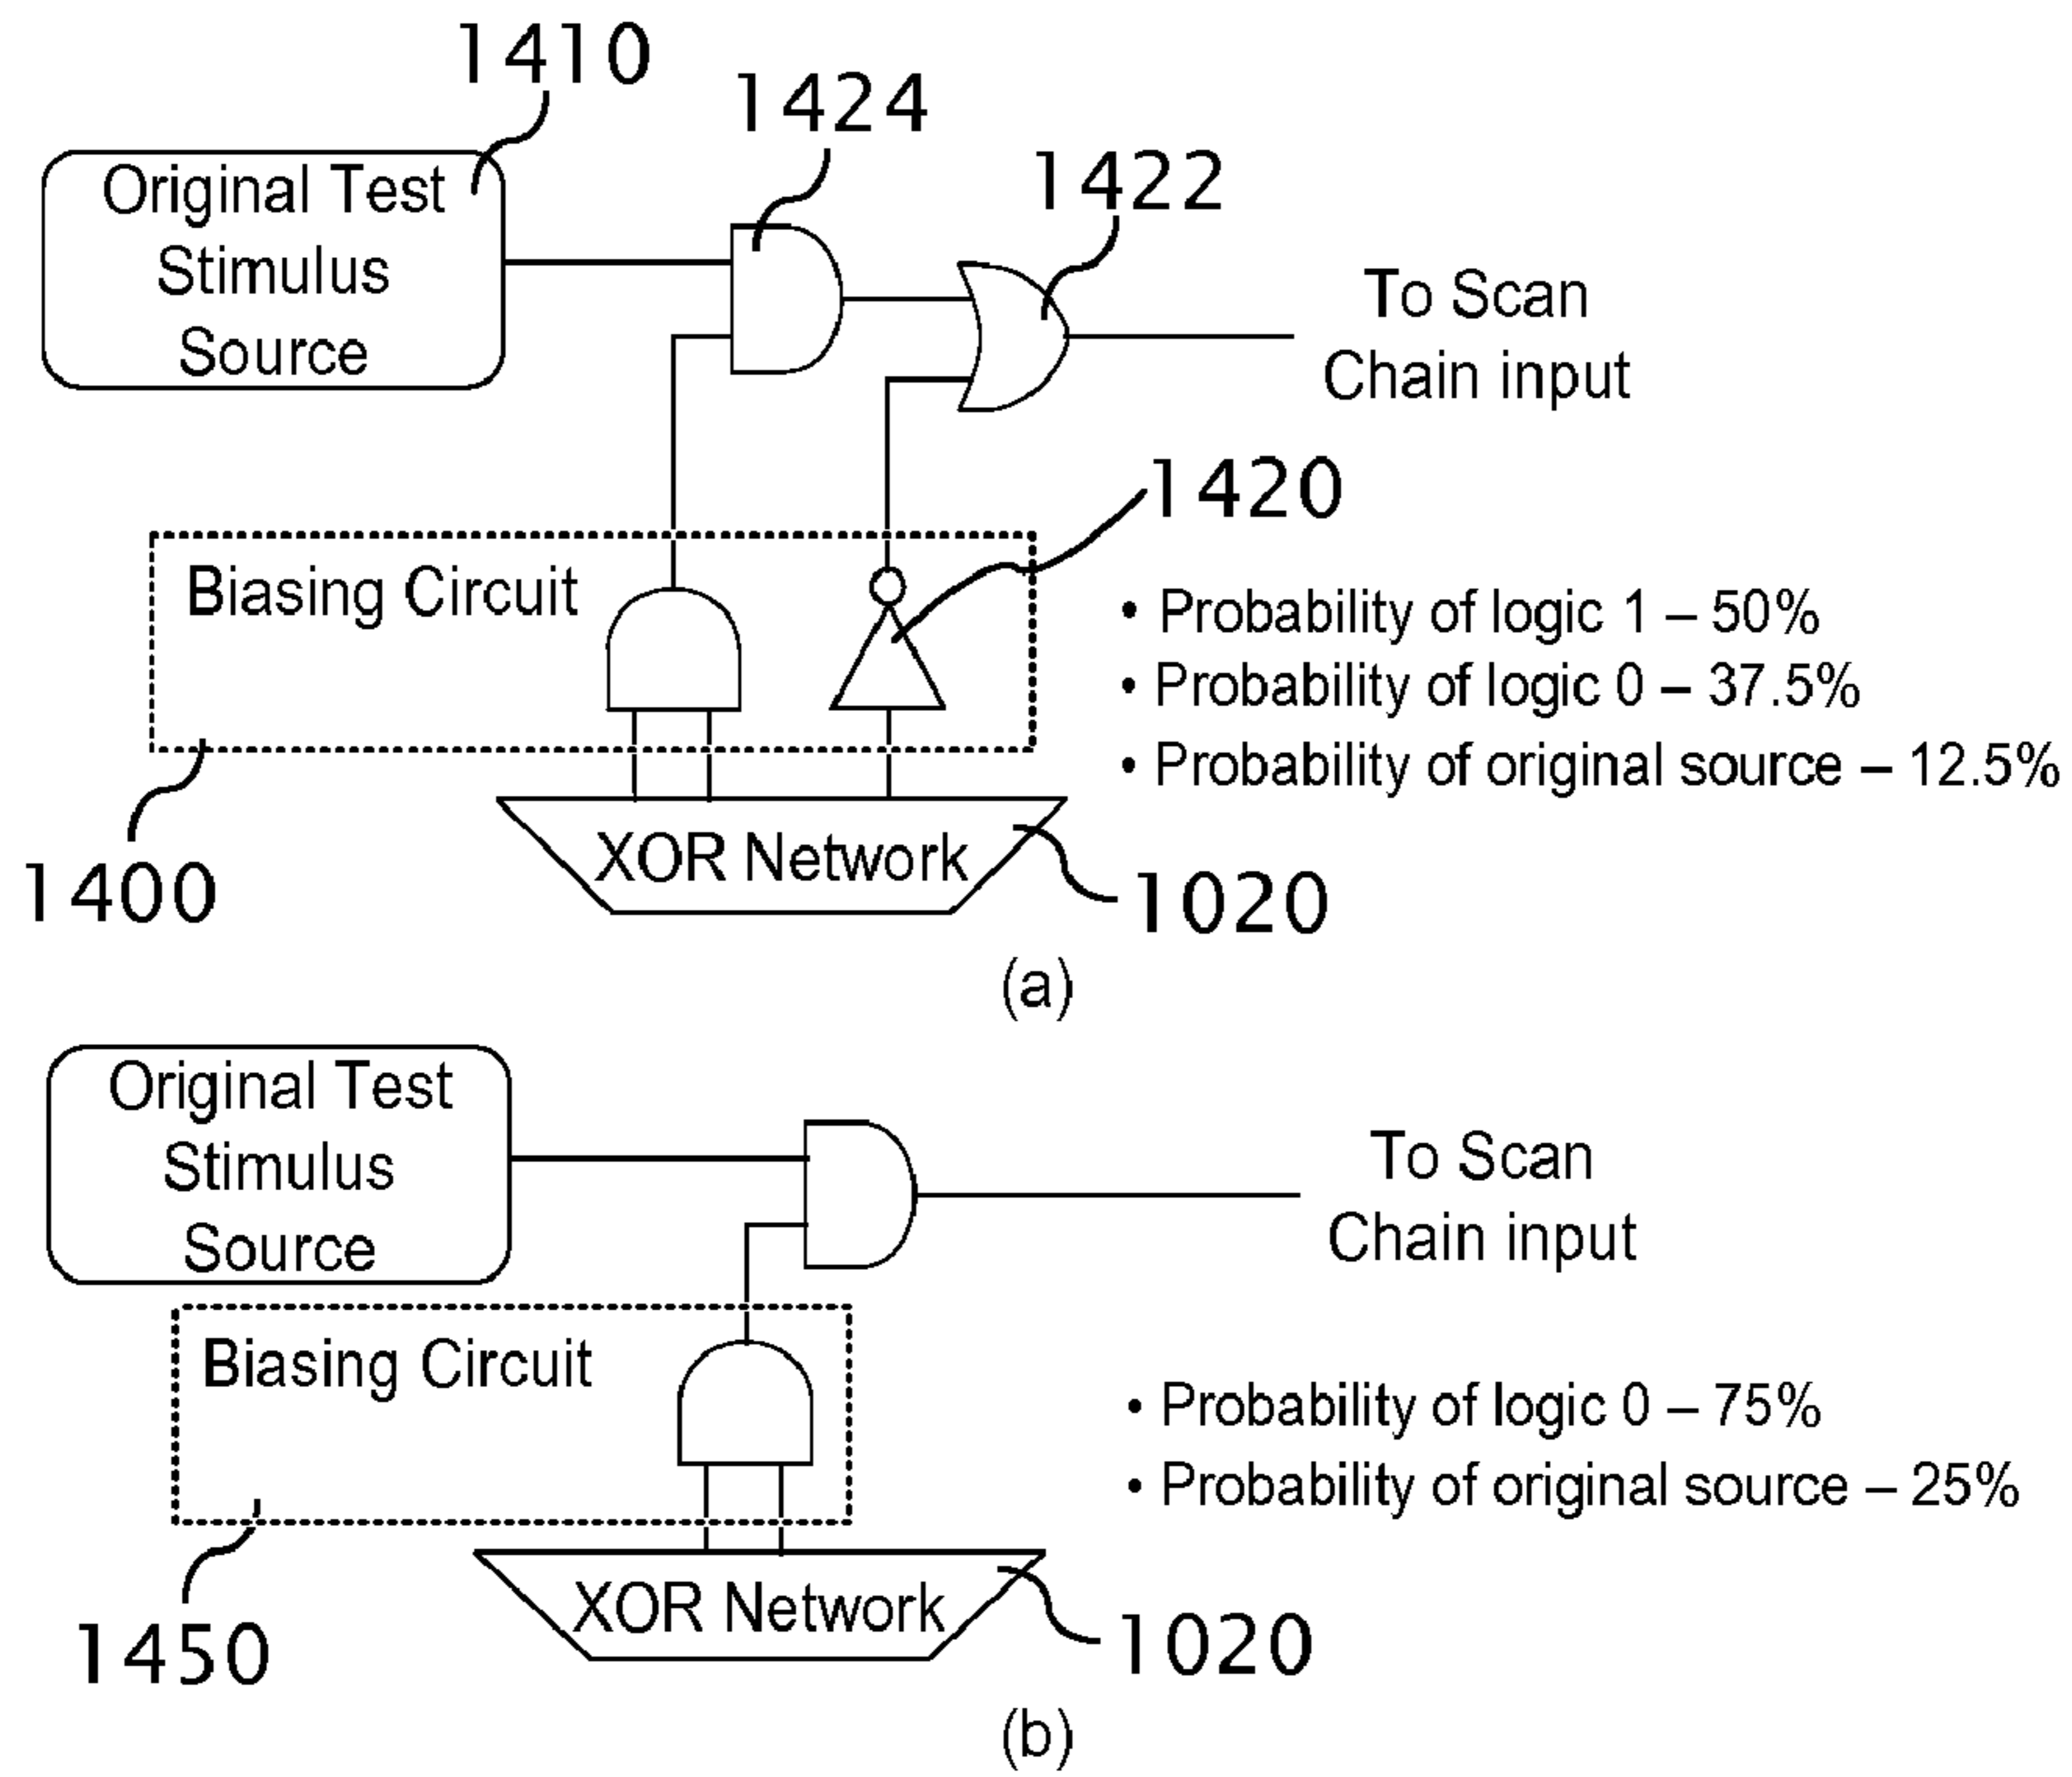 1410
1424
1422
Original Test
Stimulus
Source
To Scan
Chain input
1420
Biasing Circuit
• Probability of logic 1 – 50%
• Probability of logic 0 – 37.5%
• Probability of original source – 12.5%
XOR Network
1400
1020
(a)
Original Test
Stimulus
Source
To Scan
Chain input
Biasing Circuit
• Probability of logic 0 – 75%
• Probability of original source – 25%
XOR Network
1450
1020
(b)